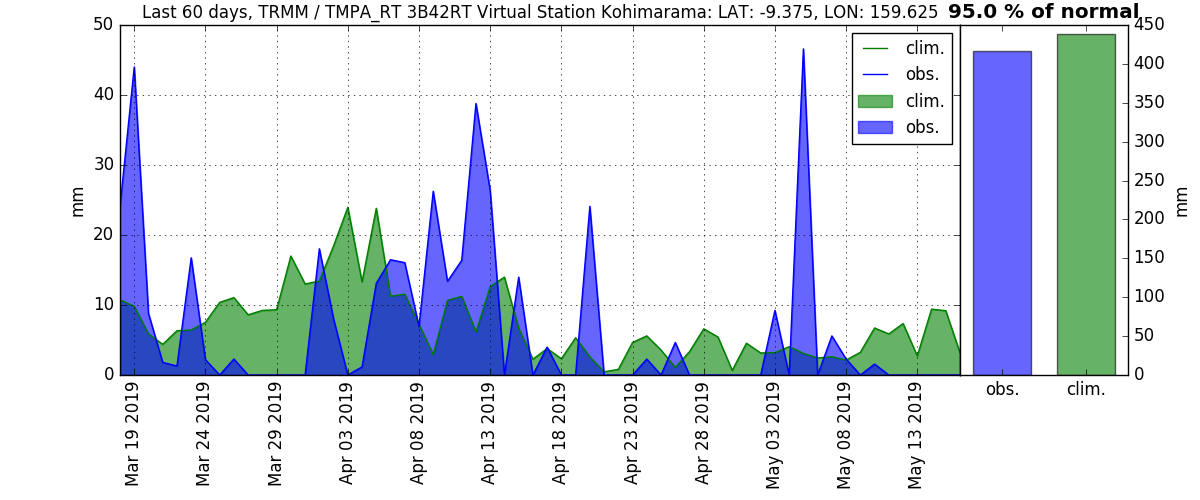 Last 60 days, TRMM / TMPA_RT 3B42RT Virtual Station Kohimarama: LAT: -9.375, LON: 159.625
95.0 % of normal
50
40
30
20
10
0
mm
clim.
obs.
clim.
obs.
Mar 19 2019
Mar 24 2019
Mar 29 2019
Apr 03 2019
Apr 08 2019
Apr 13 2019
Apr 18 2019
Apr 23 2019
Apr 28 2019
May 03 2019
May 08 2019
May 13 2019
450
400
350
300
250
200
150
100
50
0
mm
obs.
clim.